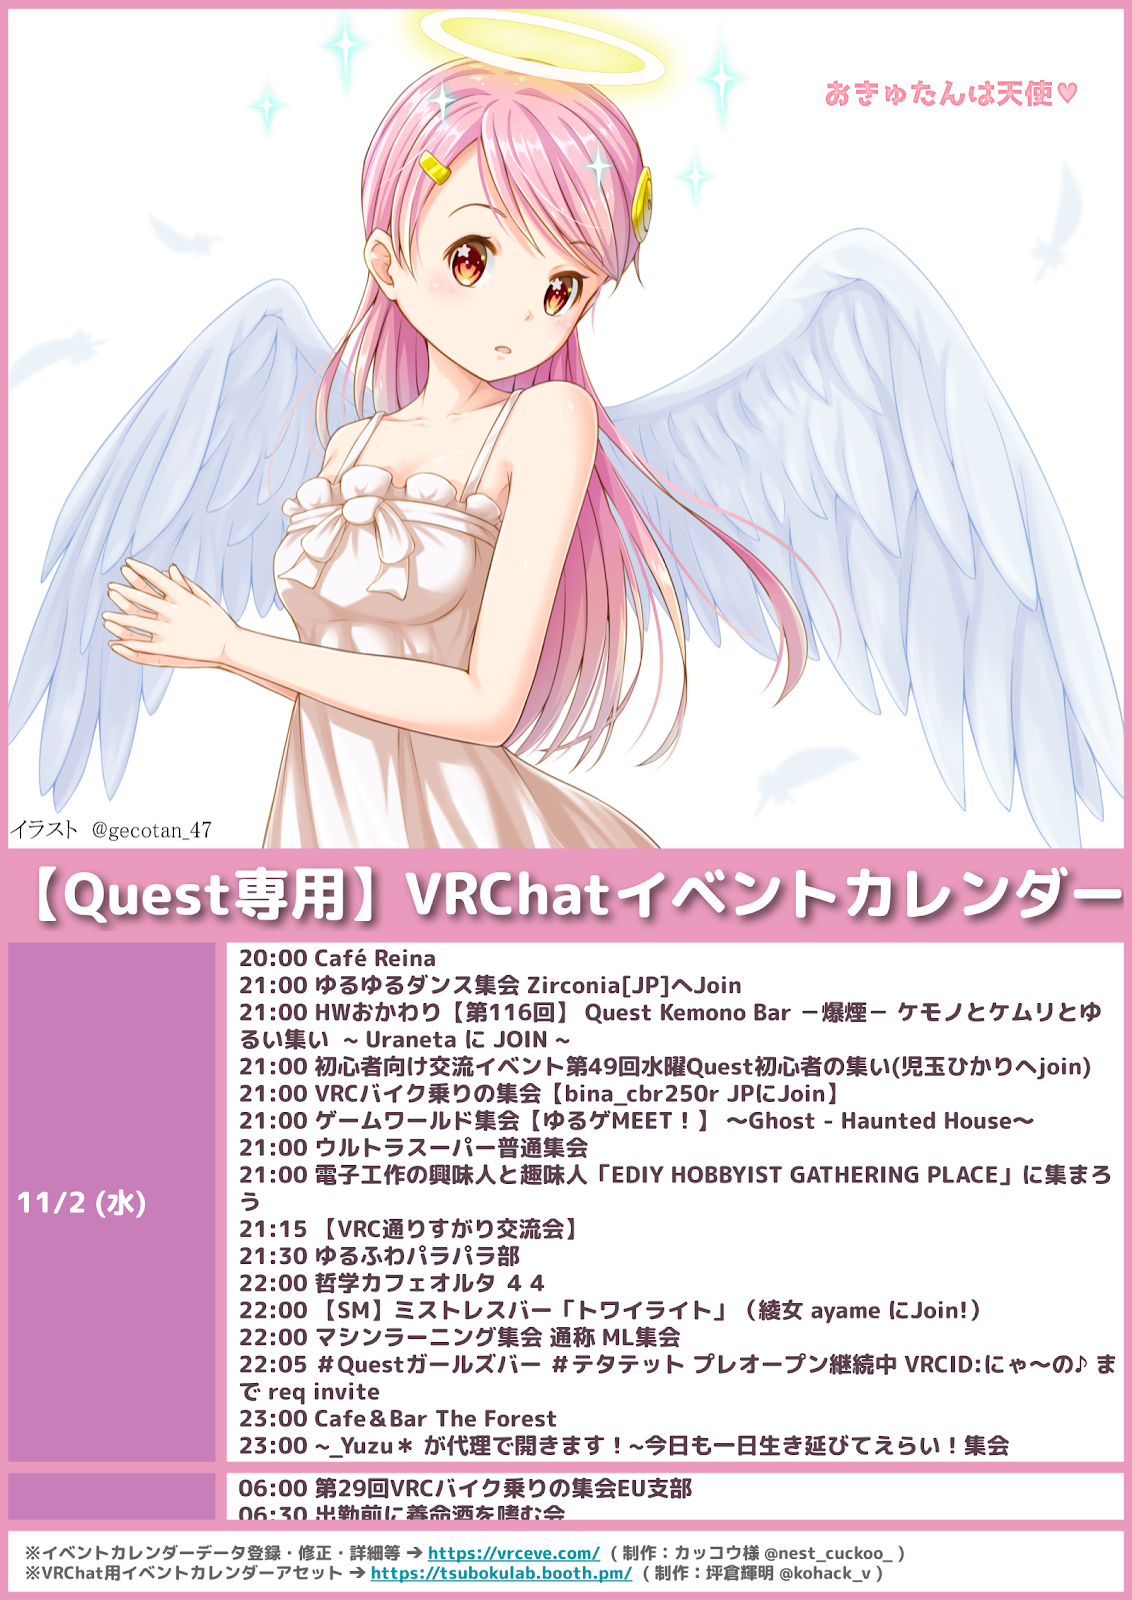 おきゅたんは天使♥
イラスト @gecotan_47
【Quest専用】VRChatイベントカレンダー
11/2 (水)
20:00 Café Reina
21:00 ゆるゆるダンス集会 Zirconia[JP]へJoin
21:00 HWおかわり【第116回】 Quest Kemono Bar －爆煙－ ケモノとケムリとゆ
るい集い ～ Uraneta に JOIN ～
21:00 初心者向け交流イベント第49回水曜Quest初心者の集い(児玉ひかりへjoin)
21:00 VRCバイク乗りの集会【bina_cbr250r JPにJoin】
21:00 ゲームワールド集会【ゆるゲMEET！】 〜Ghost - Haunted House〜
21:00 ウルトラスーパー普通集会
21:00 電子工作の興味人と趣味人「EDIY HOBBYIST GATHERING PLACE」に集まろ
う
21:15 【VRC通りすがり交流会】
21:30 ゆるふわパラパラ部
22:00 哲学カフェオルタ ４４
22:00 【SM】ミストレスバー「トワイライト」（綾女 ayame にJoin!）
22:00 マシンラーニング集会 通称 ML集会
22:05 ＃Questガールズバー ＃テタテット プレオープン継続中 VRCID:にゃ〜の♪ ま
で req invite
23:00 Cafe＆Bar The Forest
23:00 ~_Yuzu＊ が代理で開きます！~今日も一日生き延びてえらい！集会
06:00 第29回VRCバイク乗りの集会EU支部
06:30 出勤前に養命酒を嗜む会
※イベントカレンダーデータ登録・修正・詳細等 ➔ https://vrceve.com/ ( 制作：カッコウ様 @nest_cuckoo_ )
※VRChat用イベントカレンダーアセット ➔ https://tsubokulab.booth.pm/ ( 制作：坪倉輝明 @kohack_v )